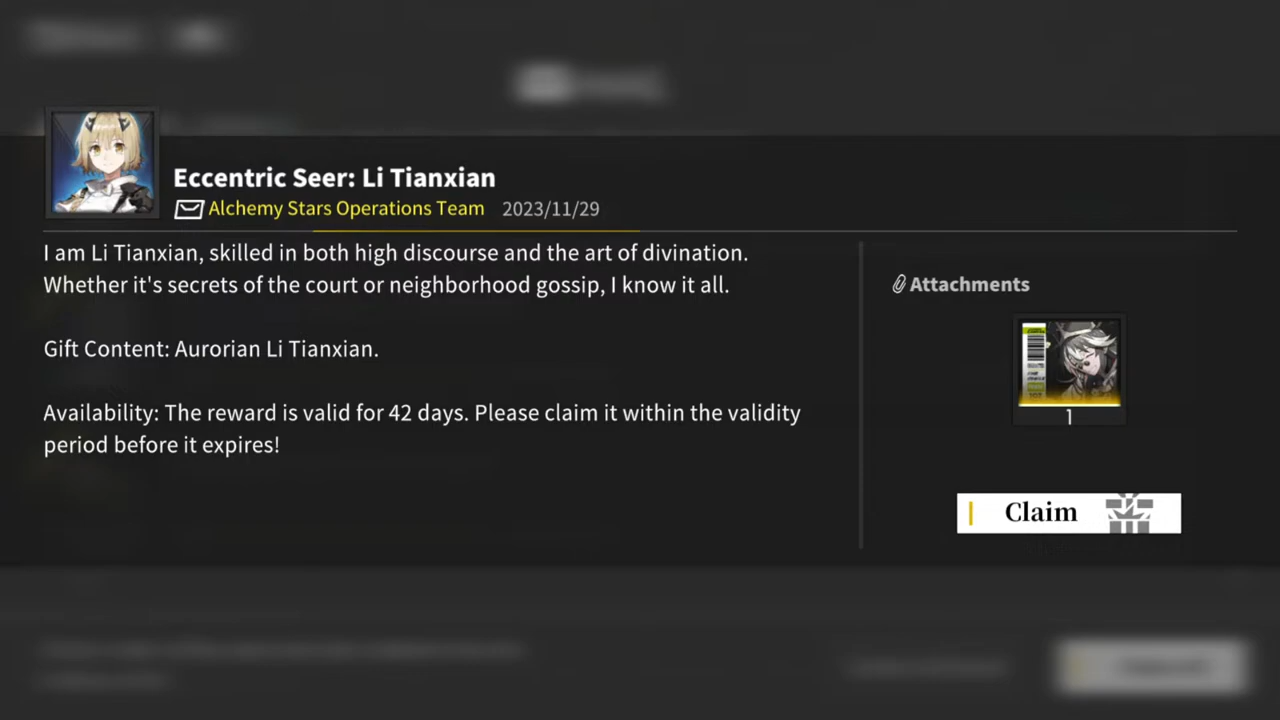 Eccentric Seer: Li Tianxian
Alchemy Stars Operations Team 2023/11/29
I am Li Tianxian, skilled in both high discourse and the art of divination.
Whether it's secrets of the court or neighborhood gossip, I know it all.
Gift Content: Aurorian Li Tianxian.
Availability: The reward is valid for 42 days. Please claim it within the validity
period before it expires!
Attachments
1
Claim